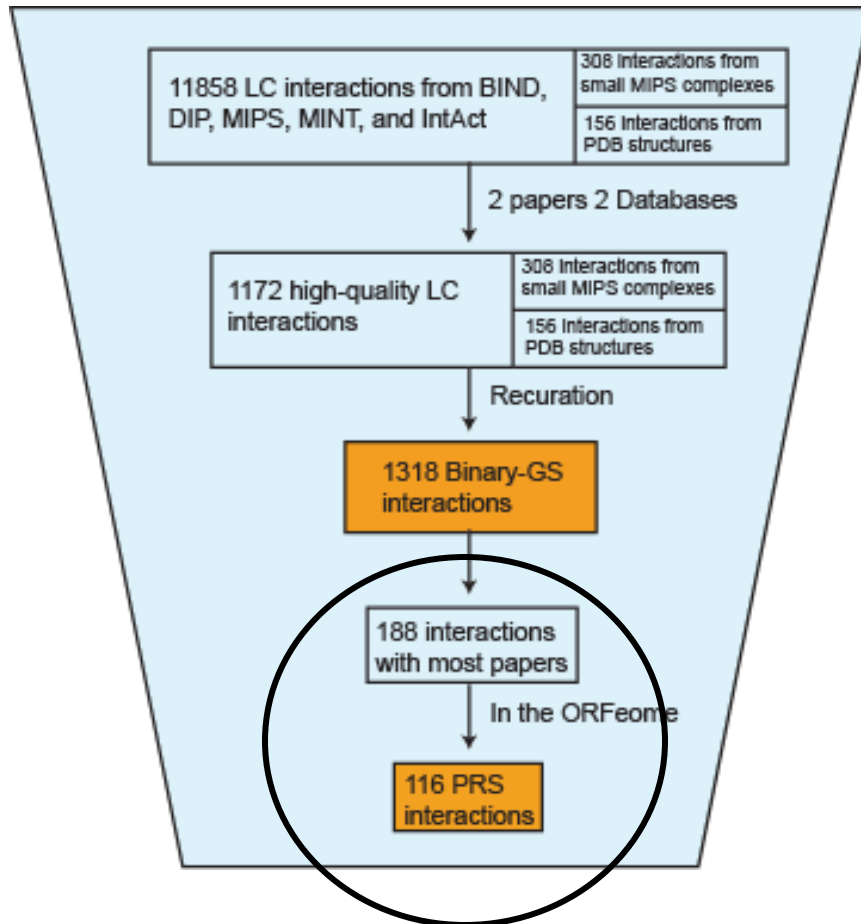 11858 LC interactions from BIND,
DIP, MIPS, MINT, and IntAct
308 Interactions from
small MIPS complexes
156 Interactions from
PDB structures
2 papers 2 Databases
1172 high-quality LC
interactions
308 Interactions from
small MIPS complexes
156 Interactions from
PDB structures
Recuration
1318 Binary-GS
interactions
188 interactions
with most papers
In the ORFeome
116 PRS
interactions